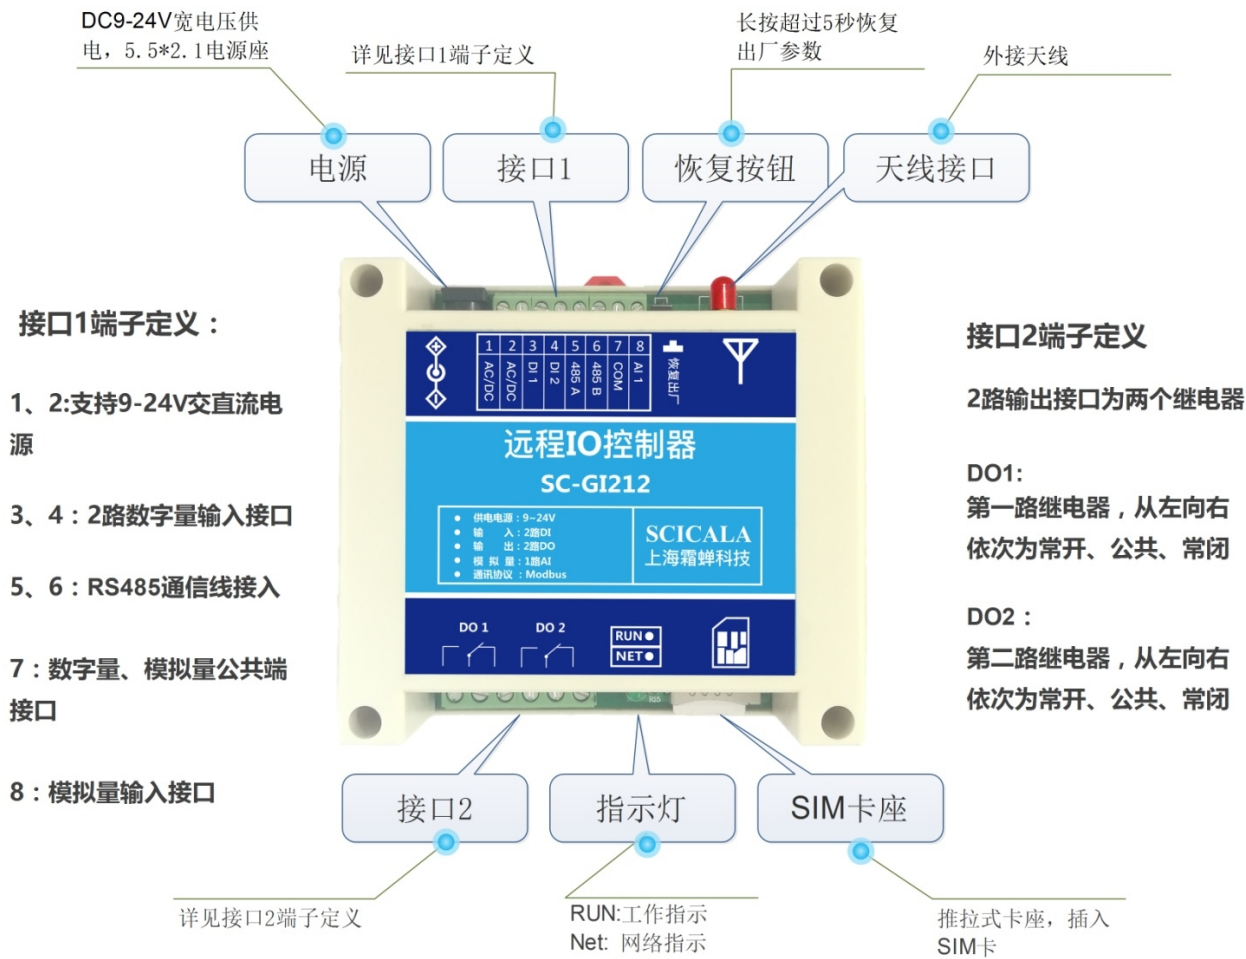 DC9-24V宽电压供
电，5.5*2.1电源座
详见接口1端子定义
长按超过5秒恢复
出厂参数
外接天线
电源
接口1
恢复按钮
天线接口
接口1端子定义：
1、2:支持9-24V交直流电
源
3、4：2路数字量输入接口
5、6：RS485通信线接入
7：数字量、模拟量公共端
接口
8：模拟量输入接口
1 2 3 4 5 6 7 8
AC/DC
AC/DC
DI 1
DI 2
485 A
485 B
COM
AI 1
恢复出厂
远程IO控制器
SC-GI212
供电电源：9~24V
输 入：2路DI
输 出：2路DO
模 拟 量：1路AI
通讯协议 ：Modbus
SCICALA
上海霜蝉科技
DO 1
DO 2
RUN
NET
R15
接口2端子定义
2路输出接口为两个继电器
DO1:
第一路继电器，从左向右
依次为常开、公共、常闭
DO2：
第二路继电器，从左向右
依次为常开、公共、常闭
接口2
指示灯
SIM卡座
详见接口2端子定义
RUN:工作指示
Net: 网络指示
推拉式卡座，插入
SIM卡